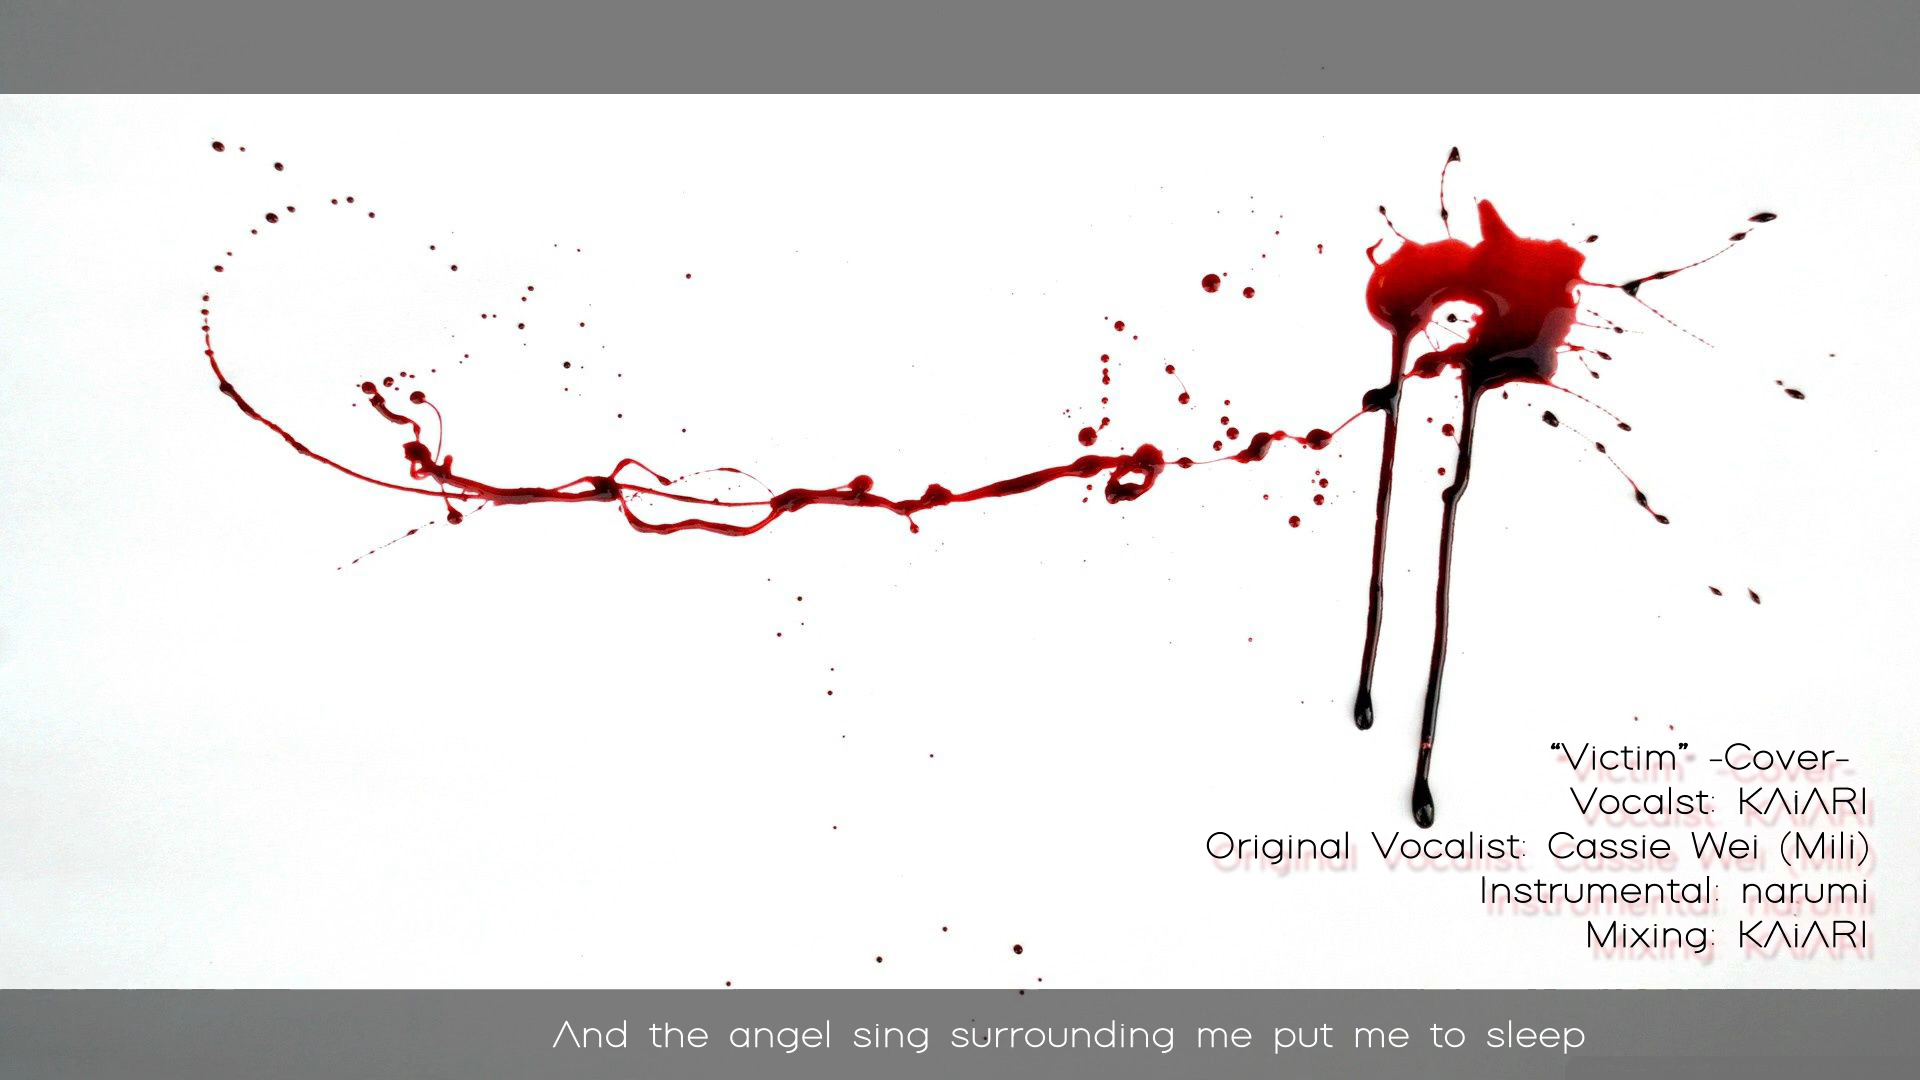 “Victim” -Cover-
Vocalst: KΛiΛRI
Original Vocalist: Cassie Wei (Mili)
Instrumental: narumi
Mixing: KΛiΛRI
And the angel sing surrounding me put me to sleep